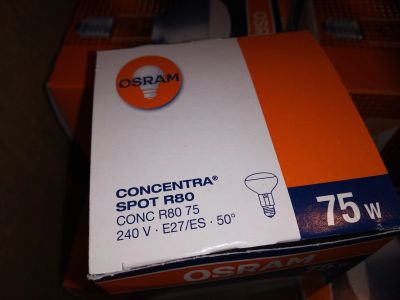 OSRAM
CONCENTRA®
SPOT R80
CONC R80 75
240 V · E27/ES · 50°
75 W
OSRAM